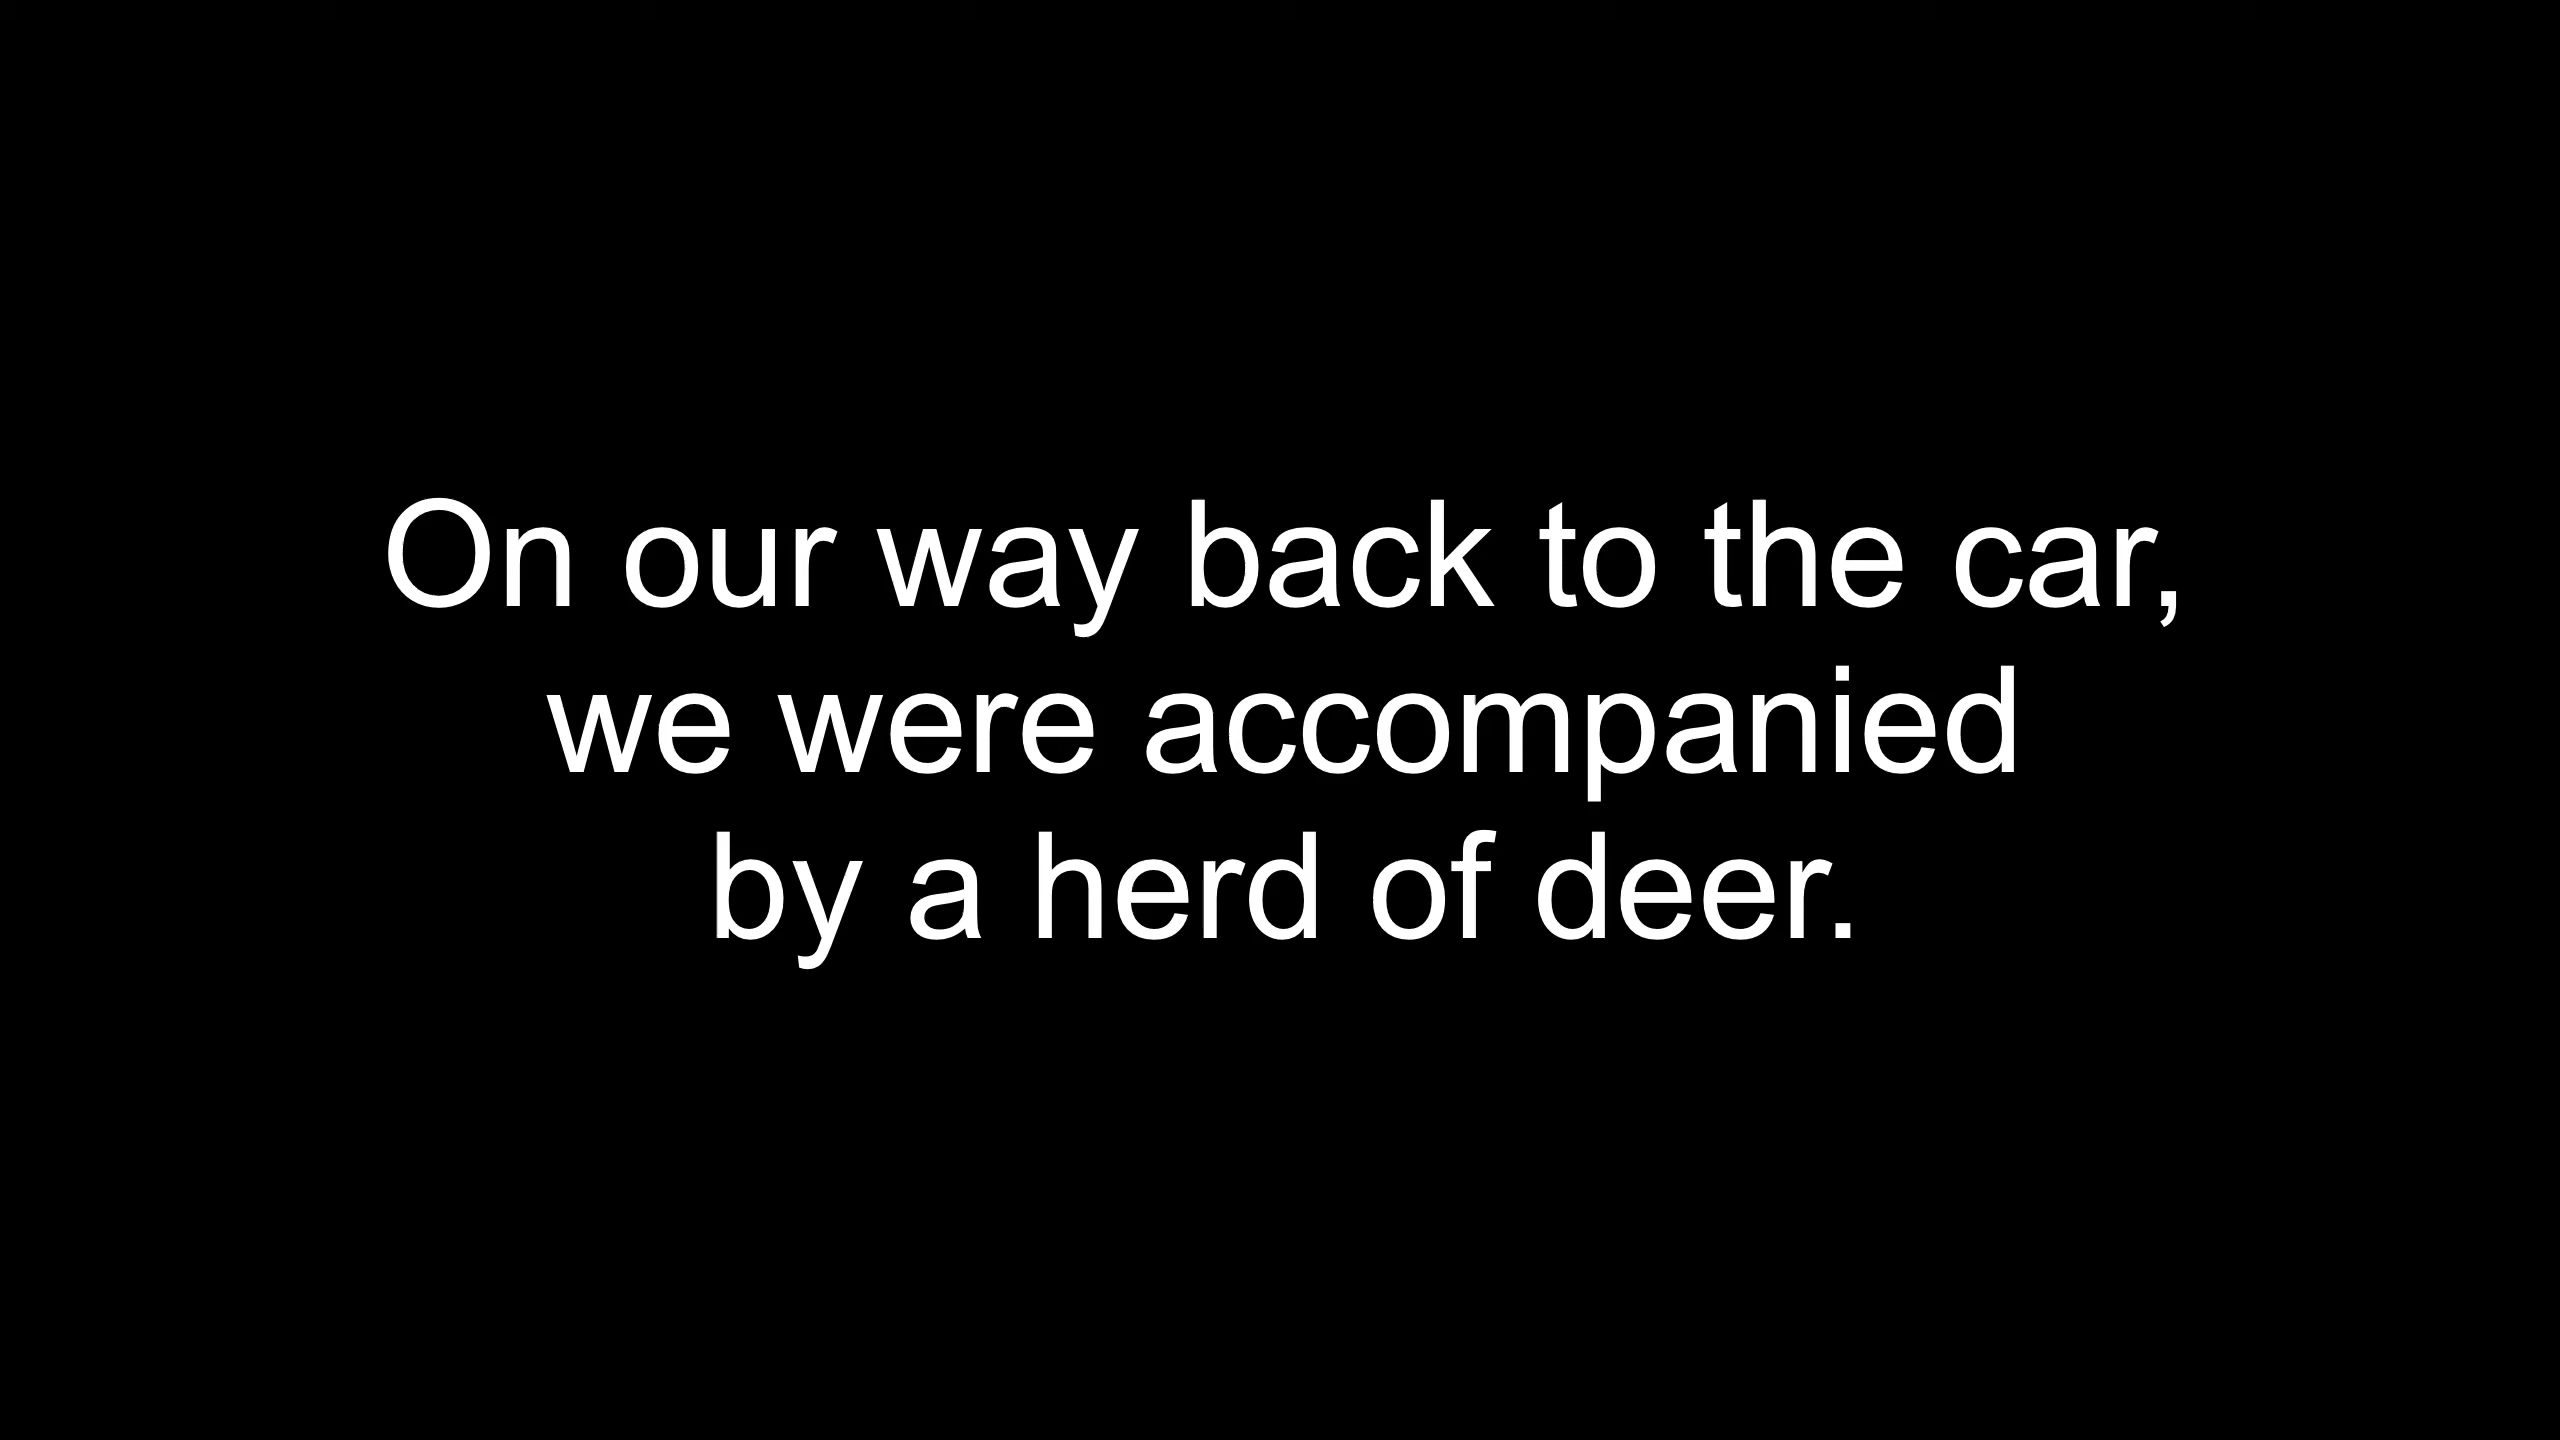 On our way back to the car,
we were accompanied
by a herd of deer.